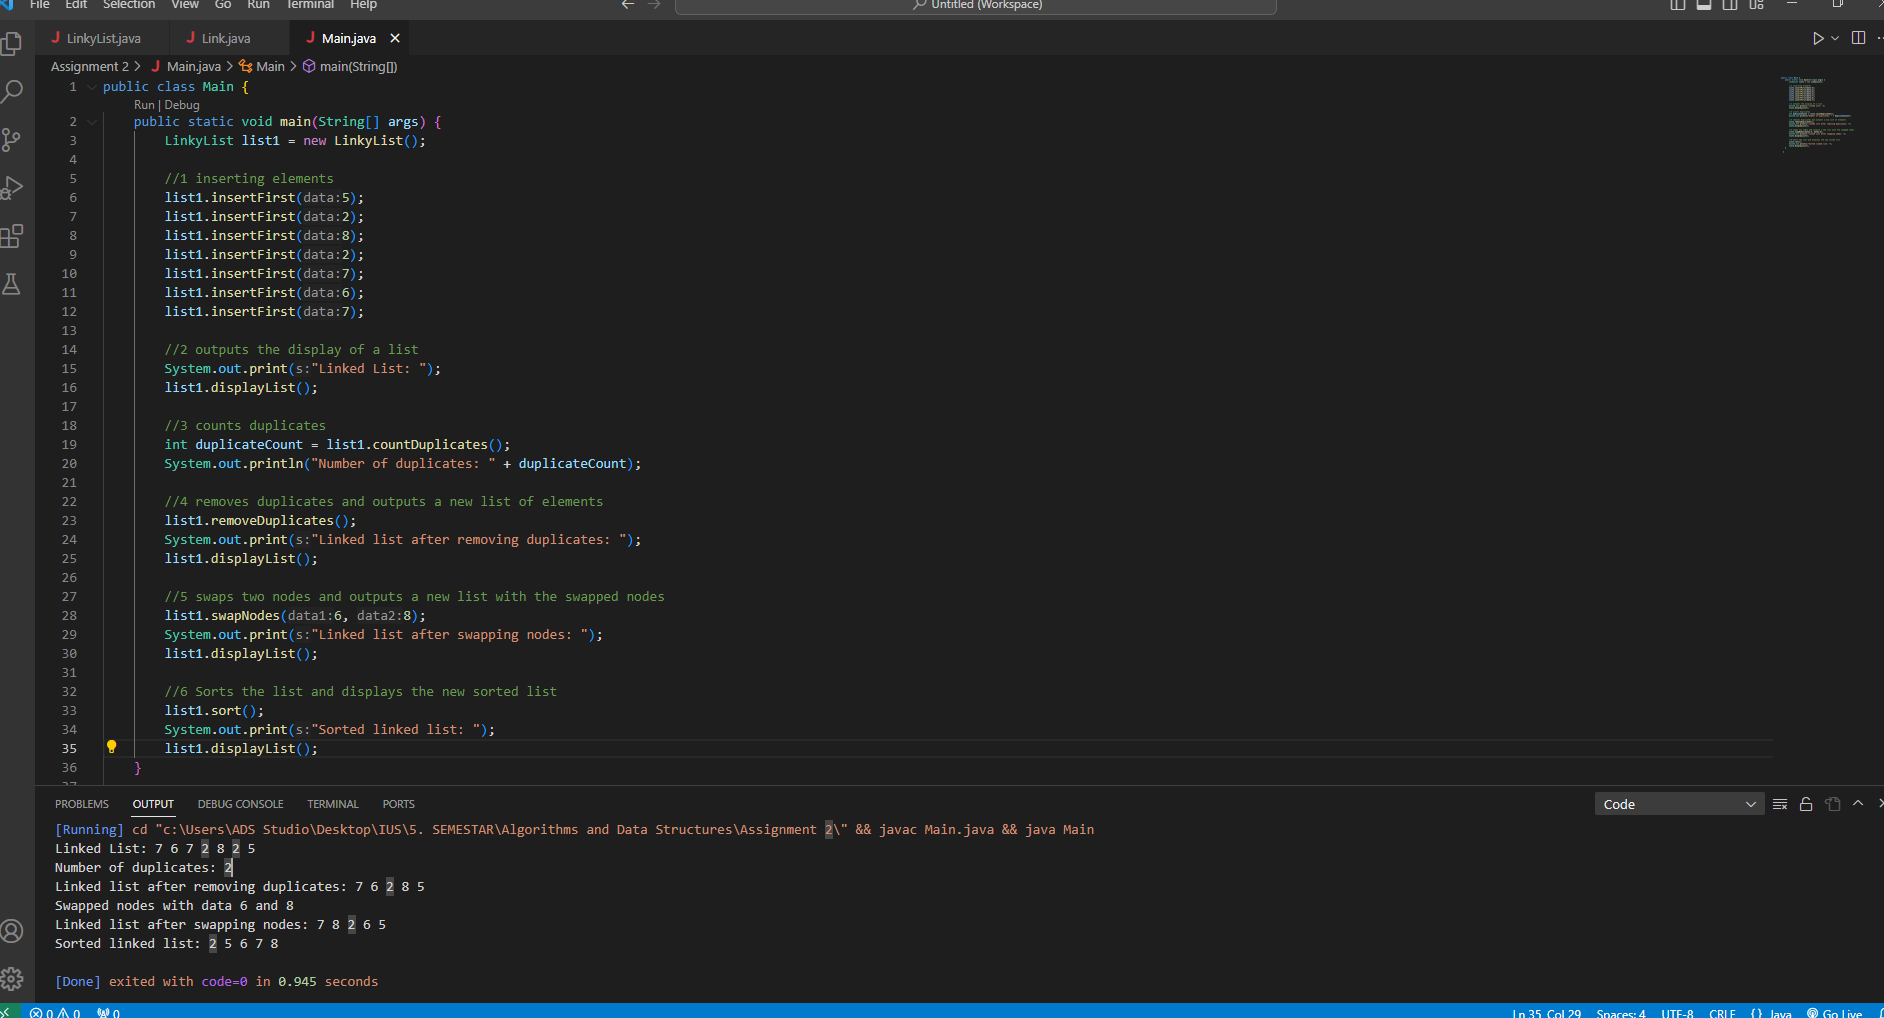 File Edit Selection View Go Run Terminal Help
Untitled (Workspace)
LinkyList.java Link.java Main.java
Assignment 2 > Main.java > Main > main(String[])
1 public class Main {
Run | Debug
2 public static void main(String[] args) {
3 LinkyList list1 = new LinkyList();
4
5 //1 inserting elements
6 list1.insertFirst(data:5);
7 list1.insertFirst(data:2);
8 list1.insertFirst(data:8);
9 list1.insertFirst(data:2);
10 list1.insertFirst(data:7);
11 list1.insertFirst(data:6);
12 list1.insertFirst(data:7);
13
14 //2 outputs the display of a list
15 System.out.print(s:"Linked List: ");
16 list1.displayList();
17
18 //3 counts duplicates
19 int duplicateCount = list1.countDuplicates();
20 System.out.println("Number of duplicates: " + duplicateCount);
21
22 //4 removes duplicates and outputs a new list of elements
23 list1.removeDuplicates();
24 System.out.print(s:"Linked list after removing duplicates: ");
25 list1.displayList();
26
27 //5 swaps two nodes and outputs a new list with the swapped nodes
28 list1.swapNodes(data1:6, data2:8);
29 System.out.print(s:"Linked list after swapping nodes: ");
30 list1.displayList();
31
32 //6 Sorts the list and displays the new sorted list
33 list1.sort();
34 System.out.print(s:"Sorted linked list: ");
35 list1.displayList();
36 }
PROBLEMS OUTPUT DEBUG CONSOLE TERMINAL PORTS
Code
[Running] cd "c:\Users\ADS Studio\Desktop\IUS\5. SEMESTAR\Algorithms and Data Structures\Assignment 2\" && javac Main.java && java Main
Linked List: 7 6 7 2 8 2 5
Number of duplicates: 2
Linked list after removing duplicates: 7 6 2 8 5
Swapped nodes with data 6 and 8
Linked list after swapping nodes: 7 8 2 6 5
Sorted linked list: 2 5 6 7 8
[Done] exited with code=0 in 0.945 seconds
0 0 0
Ln 35, Col 29 Spaces: 4 UTF-8 CRLF {} Java Go Live